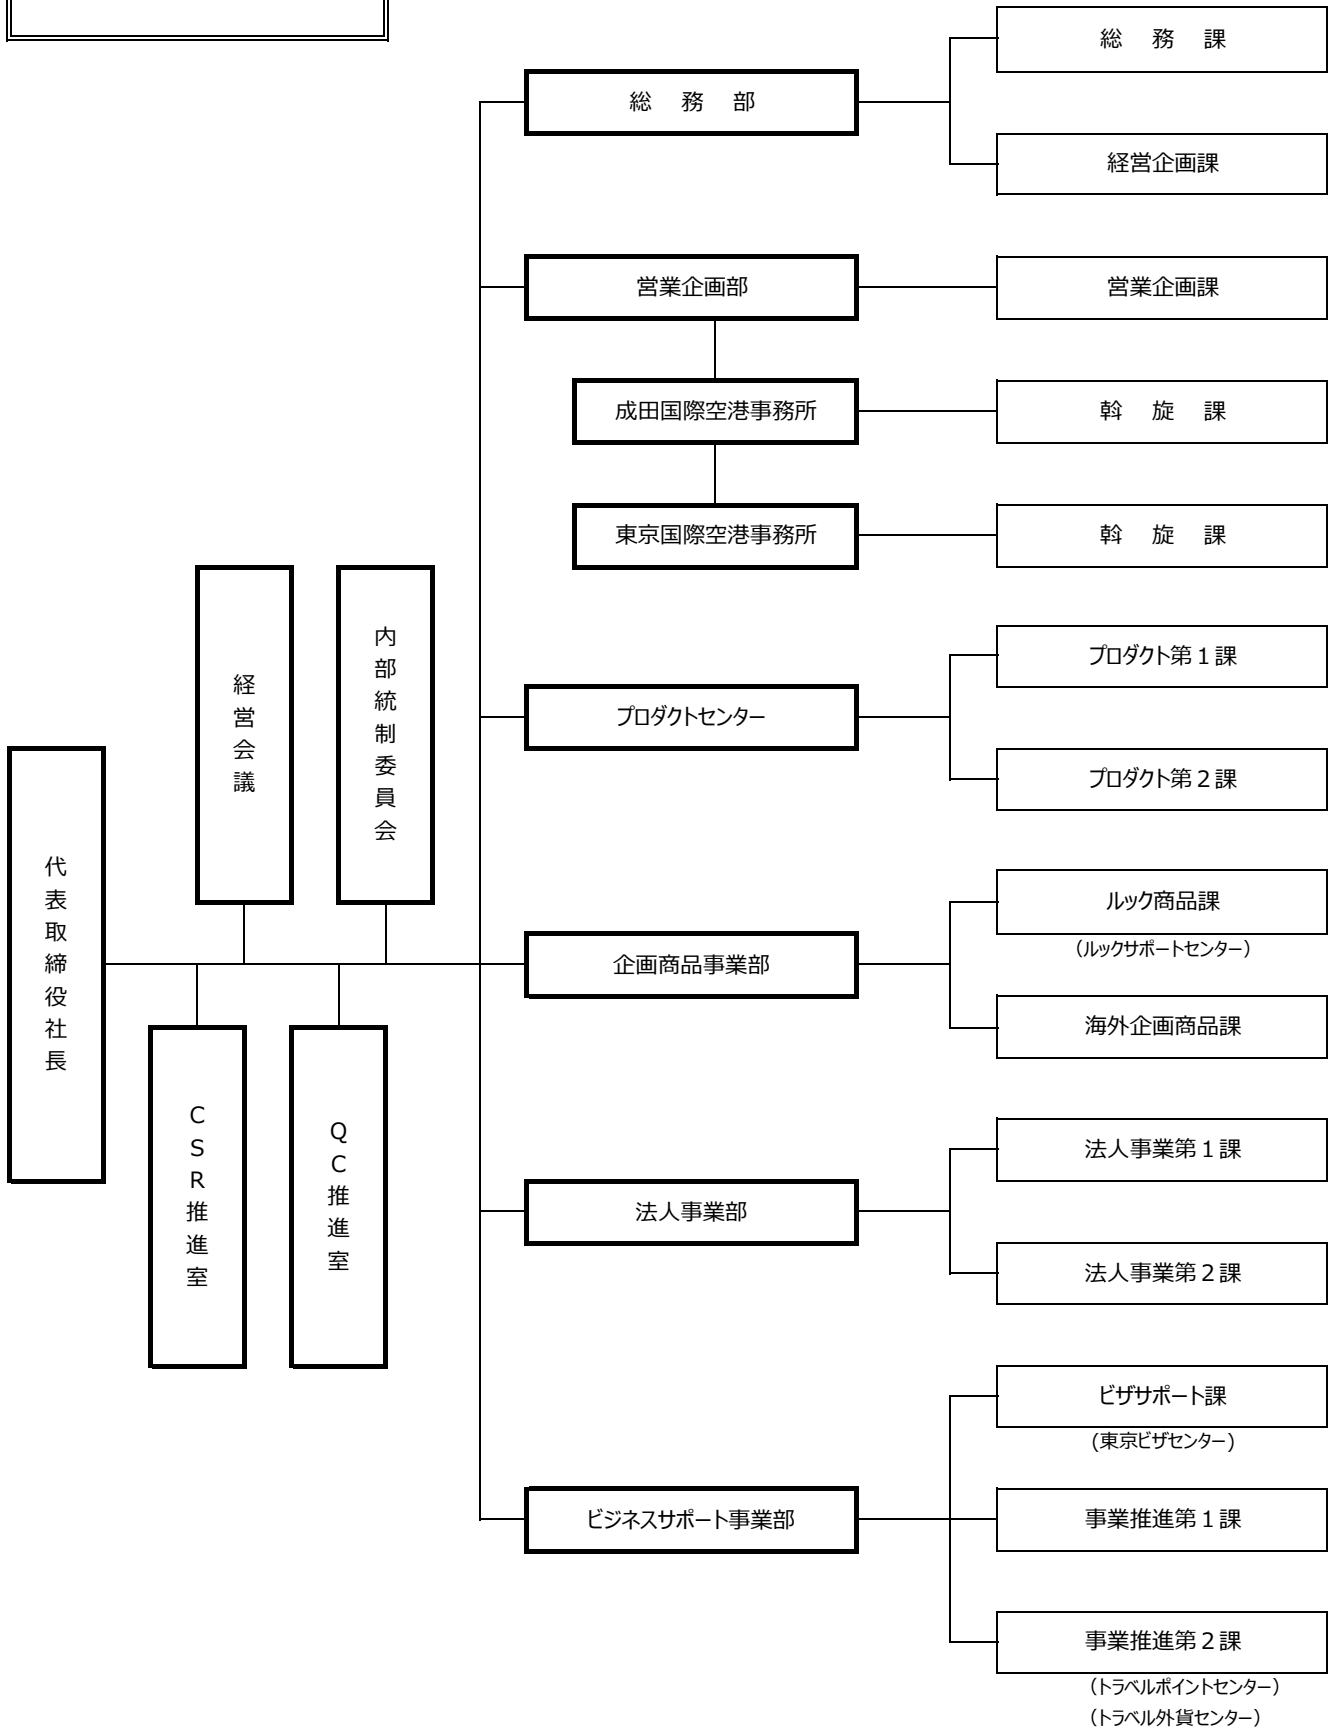 総　務　課
総　務　部
経営企画課
営業企画部
営業企画課
成田国際空港事務所
斡　旋　課
東京国際空港事務所
斡　旋　課
経営会議
内部統制委員会
プロダクト第１課
プロダクトセンター
プロダクト第２課
代表取締役社長
ルック商品課
（ルックサポートセンター）
企画商品事業部
海外企画商品課
CSR推進室
QC推進室
法人事業第１課
法人事業部
法人事業第２課
ビザサポート課
(東京ビザセンター)
ビジネスサポート事業部
事業推進第１課
事業推進第２課
（トラベルポイントセンター）
（トラベル外貨センター）